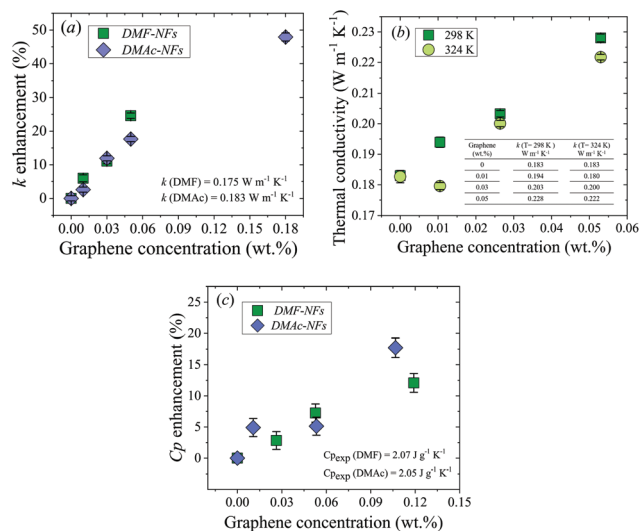 (a)
DMF-NFs
DMAc-NFs
50
40
30
20
10
0
k enhancement (%)
k (DMF) = 0.175 W m⁻¹ K⁻¹
k (DMAc) = 0.183 W m⁻¹ K⁻¹
0.00 0.03 0.06 0.09 0.12 0.15 0.18
Graphene concentration (wt.%)
(b)
298 K
324 K
0.23
0.22
0.21
0.20
0.19
0.18
0.17
Thermal conductivity (W m⁻¹ K⁻¹)
Graphene k (T= 298 K) k (T= 324 K)
(wt.%) W m⁻¹ K⁻¹ W m⁻¹ K⁻¹
0 0.183 0.183
0.01 0.194 0.180
0.03 0.203 0.200
0.05 0.228 0.222
0.00 0.01 0.02 0.03 0.04 0.05 0.06
Graphene concentration (wt.%)
(c)
DMF-NFs
DMAc-NFs
25
20
15
10
5
0
Cp enhancement (%)
Cpexp (DMF) = 2.07 J g⁻¹ K⁻¹
Cpexp (DMAc) = 2.05 J g⁻¹ K⁻¹
0.00 0.03 0.06 0.09 0.12 0.15
Graphene concentration (wt.%)